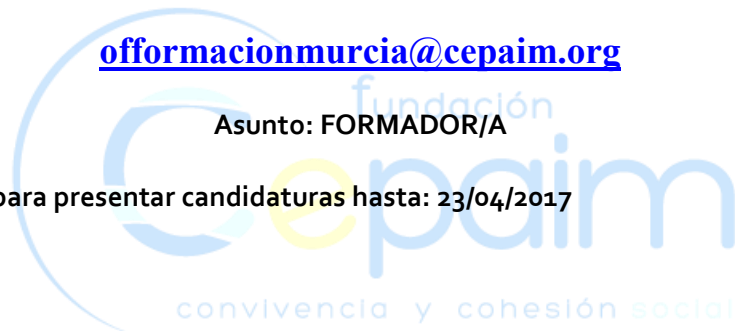 offormacionmurcia@cepaim.org
fundación
Asunto: FORMADOR/A
cepaim
para presentar candidaturas hasta: 23/04/2017
convivencia y cohesión social